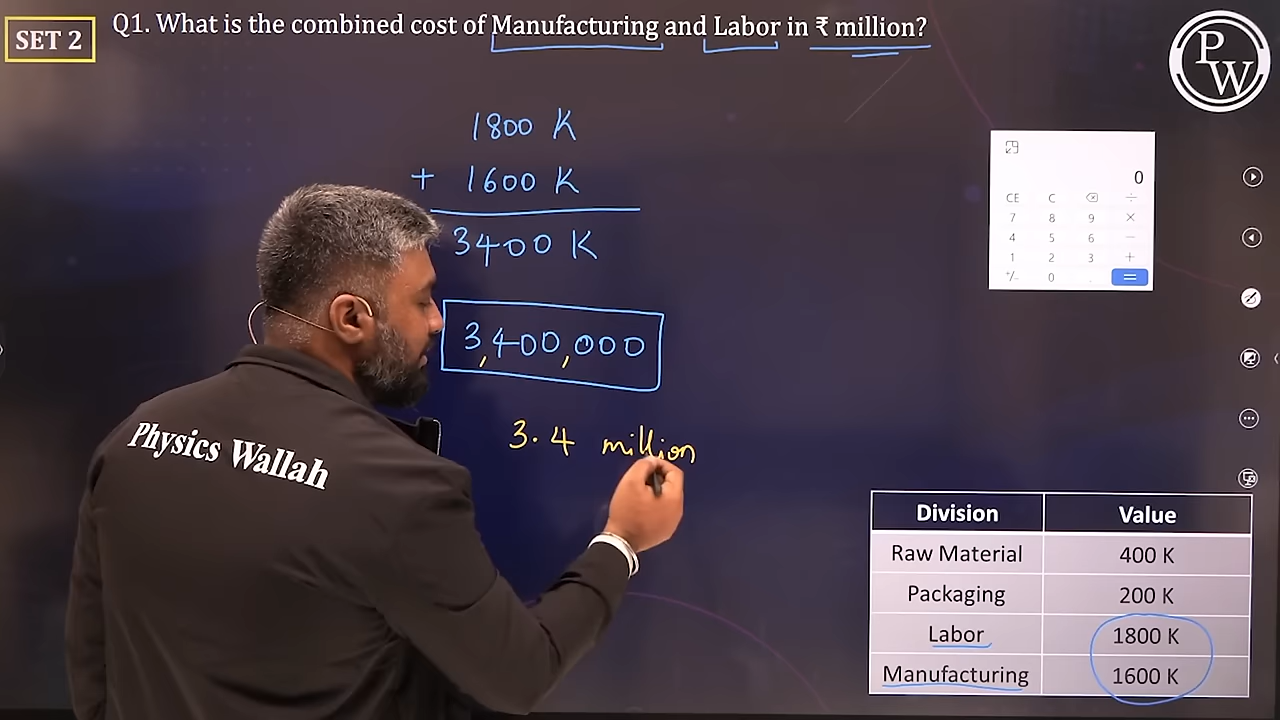 SET 2
Q1. What is the combined cost of Manufacturing and Labor in ₹ million?
PW
1800 K
+ 1600 K
3400 K
3,400,000
3.4 million
Physics Wallah
0
CE C ⌫ ÷
7 8 9 ×
4 5 6 −
1 2 3 +
+/- 0 . =
Division Value
Raw Material 400 K
Packaging 200 K
Labor 1800 K
Manufacturing 1600 K